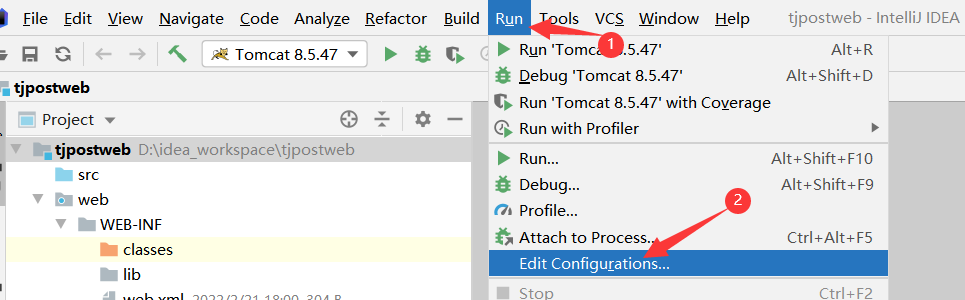 File Edit View Navigate Code Analyze Refactor Build Run Tools VCS Window Help tjpostweb - IntelliJ IDEA
1
Tomcat 8.5.47
Run 'Tomcat 8.5.47' Alt+R
Debug 'Tomcat 8.5.47' Alt+Shift+D
tjpostweb
Run 'Tomcat 8.5.47' with Coverage
Project
Run with Profiler
tjpostweb D:\idea_workspace\tjpostweb
Run... Alt+Shift+F10
src
Debug... Alt+Shift+F9
web
2
Profile...
WEB-INF
Attach to Process... Ctrl+Alt+F5
classes
Edit Configurations...
lib
web.xml 2022/2/21 18:00, 304 B
Stop Ctrl+F2